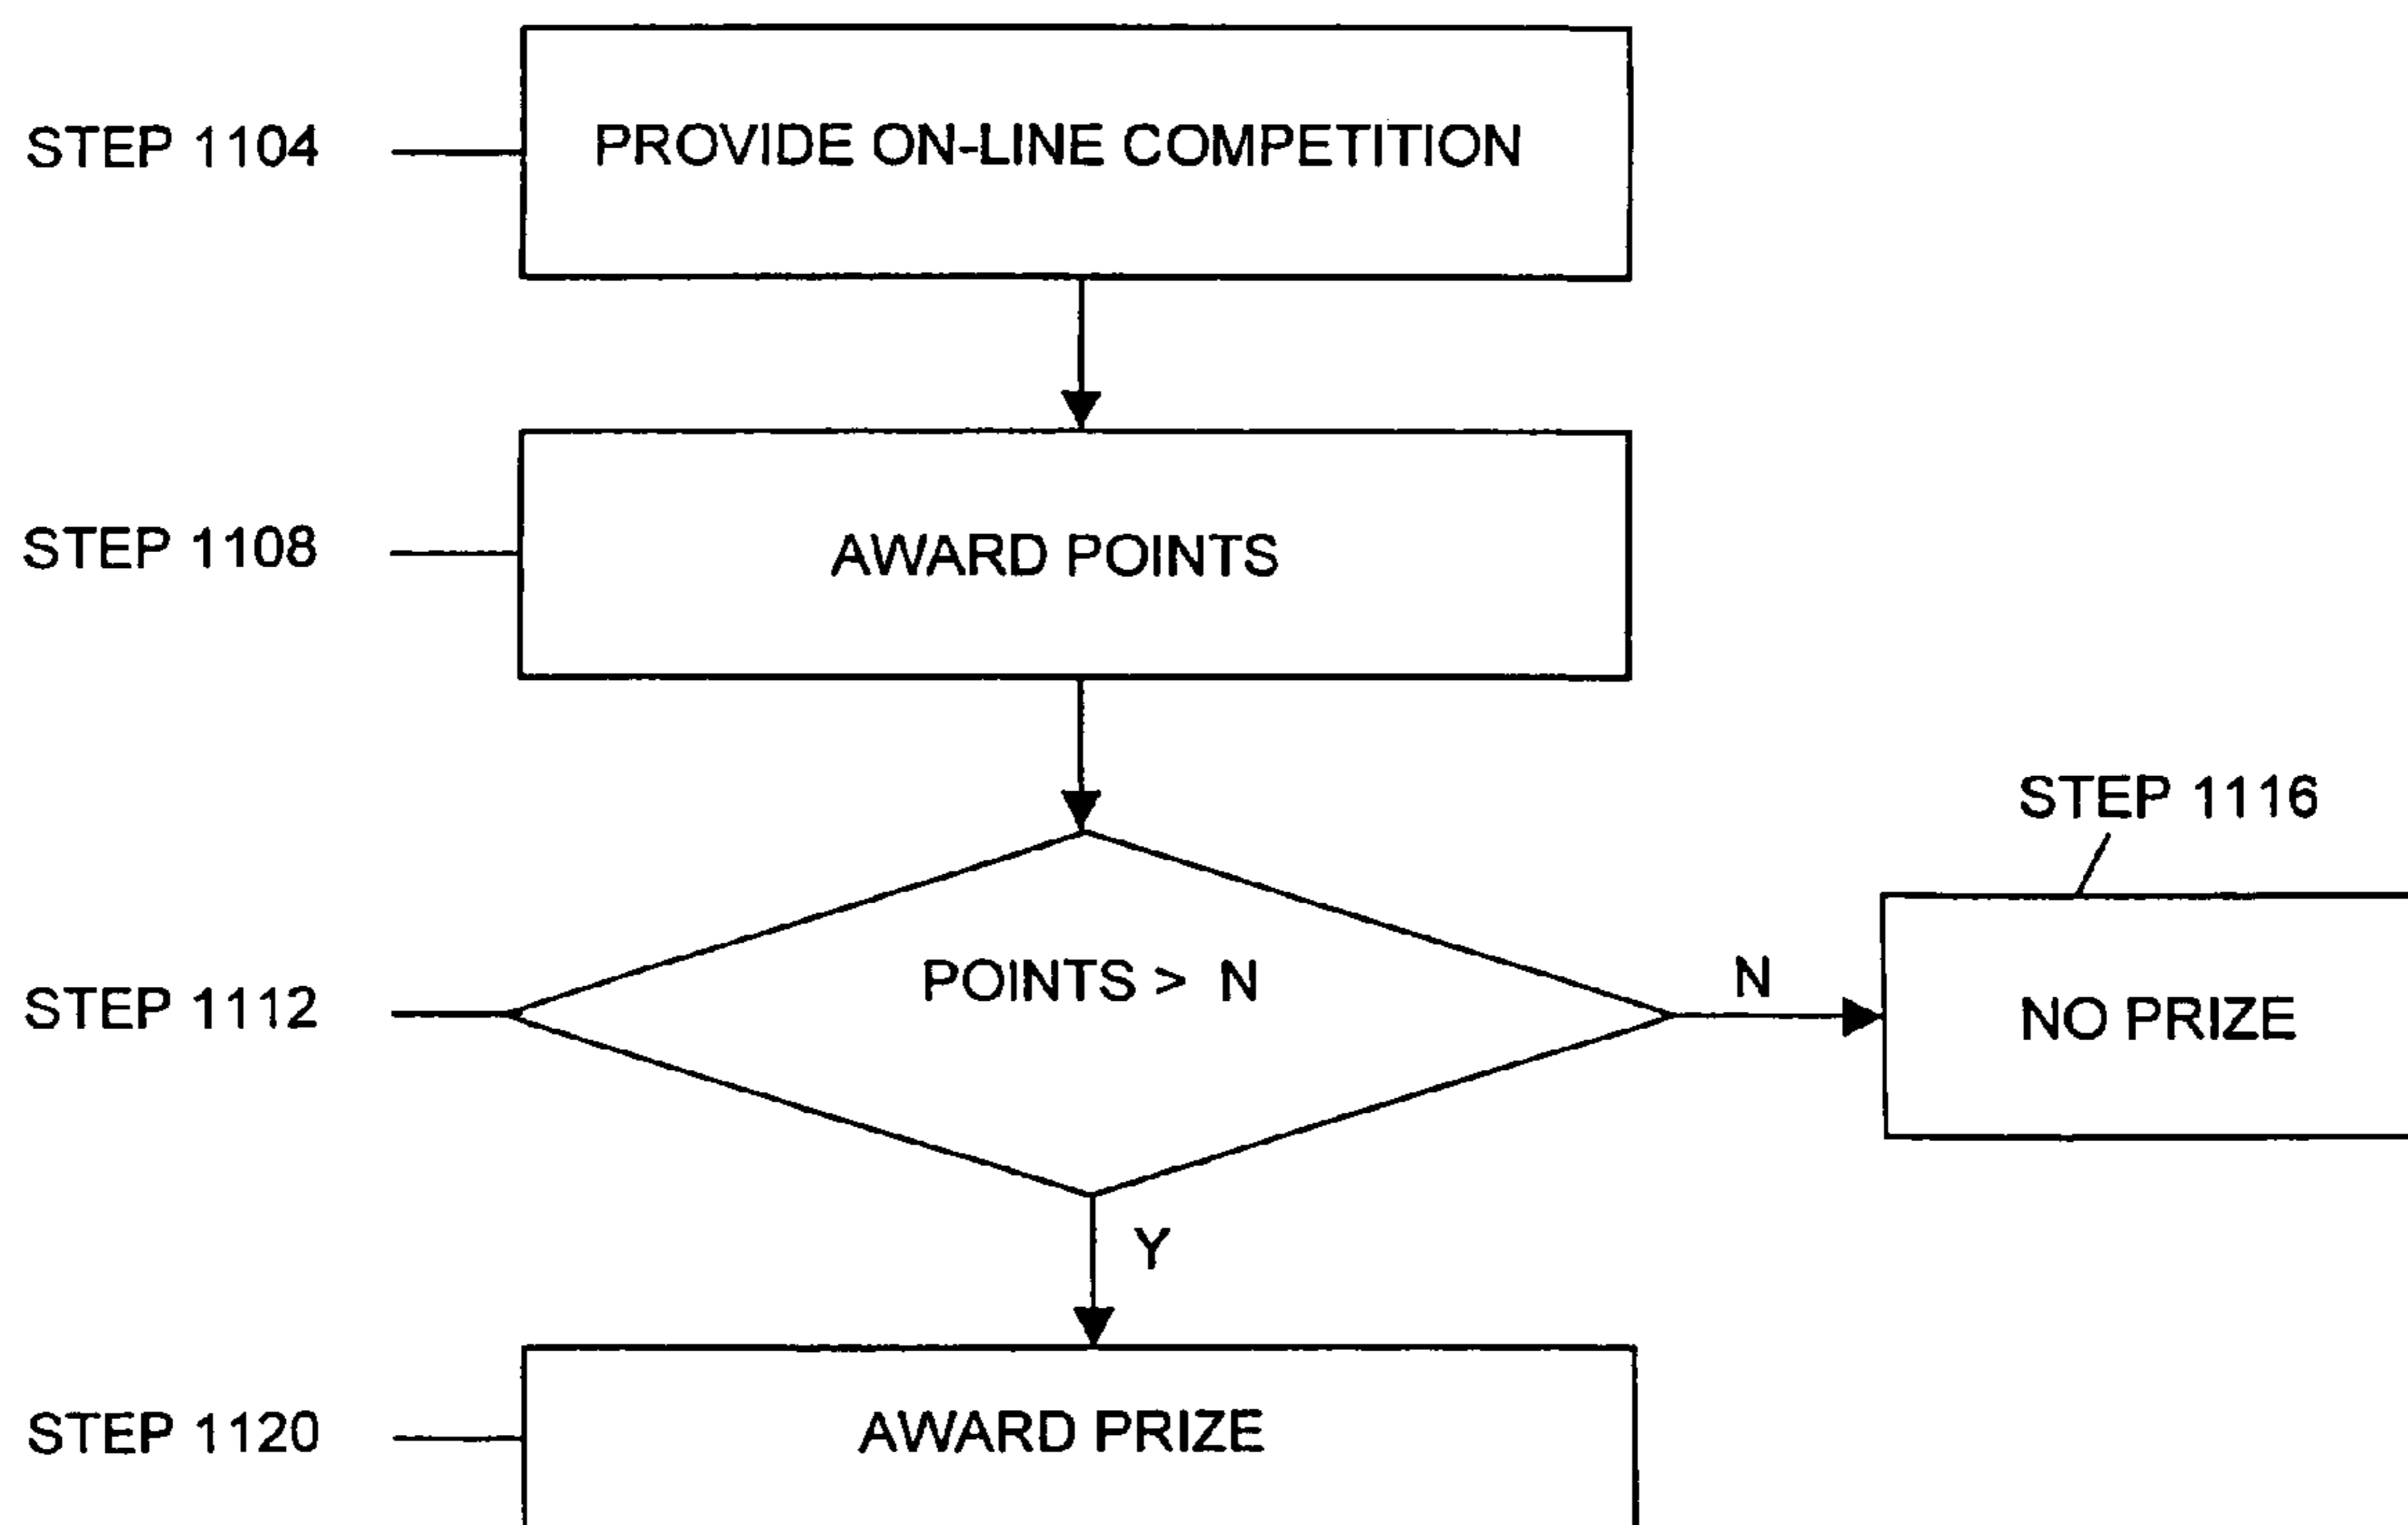 STEP 1104
PROVIDE ON-LINE COMPETITION
STEP 1108
AWARD POINTS
STEP 1116
STEP 1112
POINTS > N
N
NO PRIZE
Y
STEP 1120
AWARD PRIZE